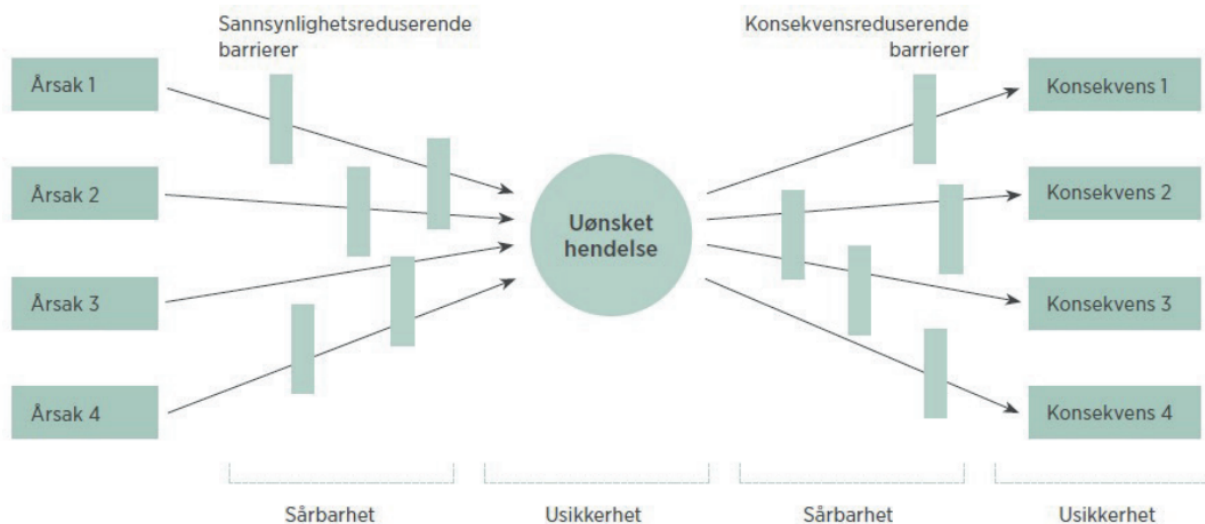 Sannsynlighetsreduserende
barrierer
Konsekvensreduserende
barrierer
Årsak 1
Årsak 2
Årsak 3
Årsak 4
Uønsket
hendelse
Konsekvens 1
Konsekvens 2
Konsekvens 3
Konsekvens 4
Sårbarhet
Usikkerhet
Sårbarhet
Usikkerhet